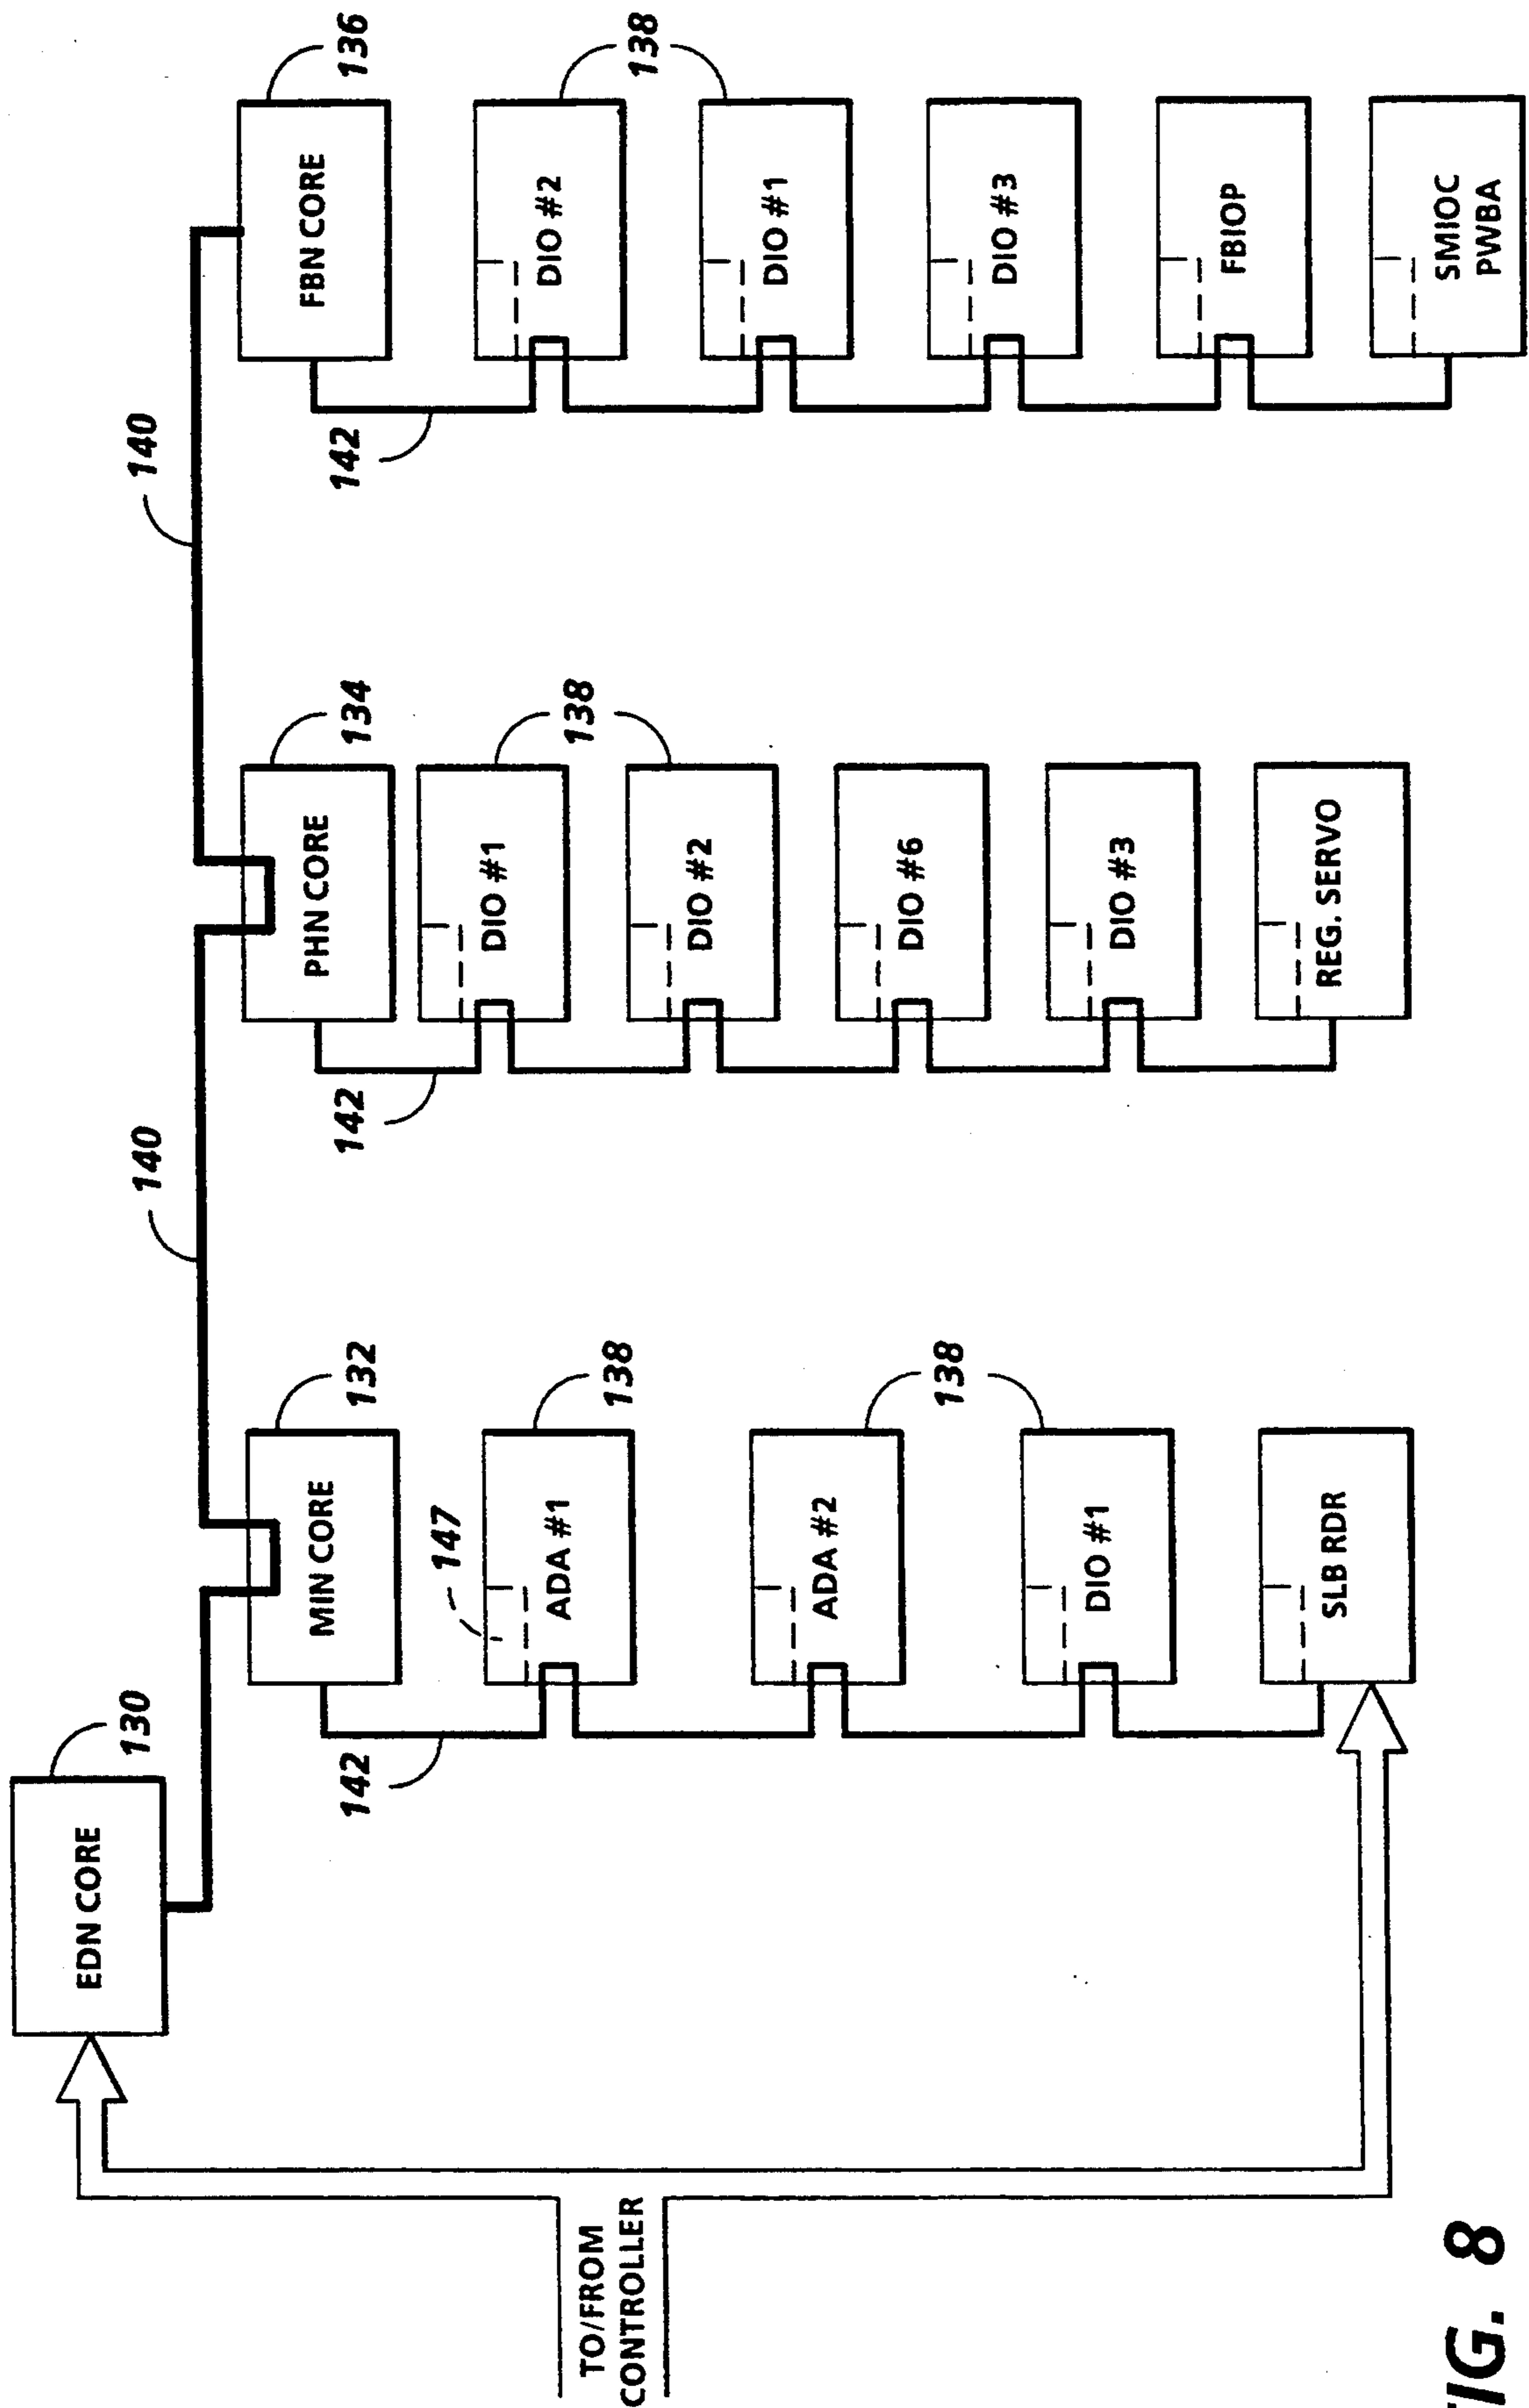 EDN CORE
130
140
140
MIN CORE
132
PHN CORE
134
FBN CORE
136
142
147
ADA #1
138
ADA #2
138
DIO #1
SLB RDR
142
DIO #1
138
DIO #2
DIO #6
DIO #3
REG. SERVO
142
DIO #2
138
DIO #1
DIO #3
FBIOP
SMIOC
PWBA
TO/FROM
CONTROLLER
FIG. 8